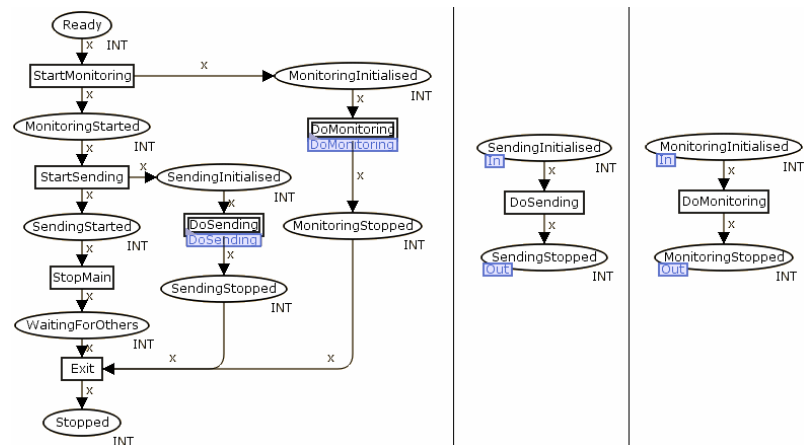 Ready
x
INT
StartMonitoring
x
MonitoringInitialised
INT
x
x
MonitoringStarted
INT
DoMonitoring
DoMonitoring
x
StartSending
x
SendingInitialised
INT
x
x
x
SendingStarted
INT
DoSending
DoSending
MonitoringStopped
INT
x
x
StopMain
SendingStopped
INT
x
WaitingForOthers
INT
x
x
x
Exit
x
Stopped
INT
SendingInitialised
In
INT
x
DoSending
x
SendingStopped
Out
INT
MonitoringInitialised
In
INT
x
DoMonitoring
x
MonitoringStopped
Out
INT